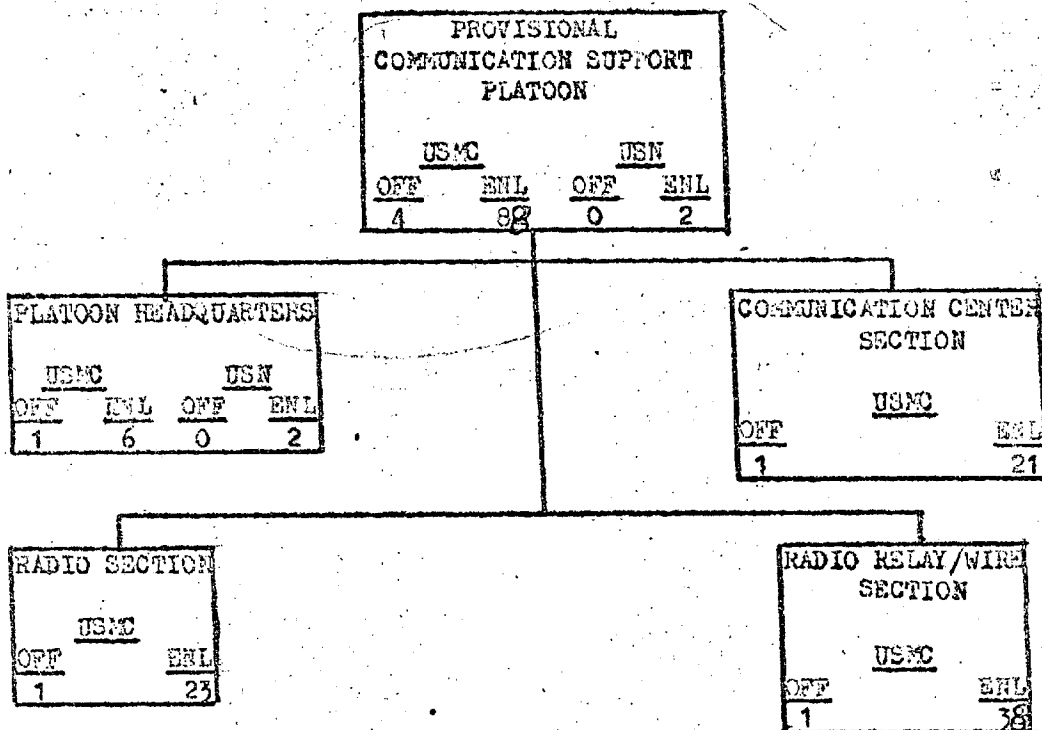 PROVISIONAL
COMMUNICATION SUPPORT
PLATOON
USMC USN
OFF ENL OFF ENL
4 88 0 2
PLATOON HEADQUARTERS
USMC USN
OFF ENL OFF ENL
1 6 0 2
COMMUNICATION CENTER
SECTION
USMC
OFF ENL
1 21
RADIO SECTION
USMC
OFF ENL
1 23
RADIO RELAY/WIRE
SECTION
USMC
OFF ENL
1 38